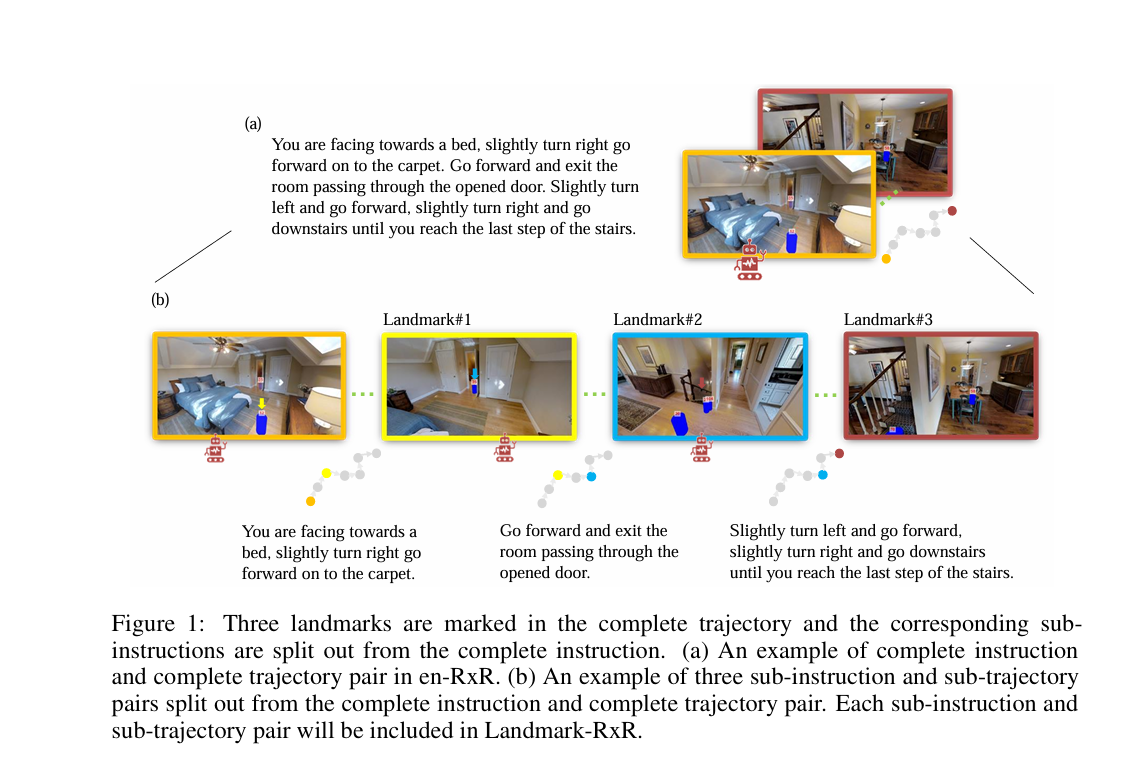 (a)
You are facing towards a bed, slightly turn right go
forward on to the carpet. Go forward and exit the
room passing through the opened door. Slightly turn
left and go forward, slightly turn right and go
downstairs until you reach the last step of the stairs.
(b)
Landmark#1
Landmark#2
Landmark#3
You are facing towards a
bed, slightly turn right go
forward on to the carpet.
Go forward and exit the
room passing through the
opened door.
Slightly turn left and go forward,
slightly turn right and go downstairs
until you reach the last step of the stairs.
Figure 1: Three landmarks are marked in the complete trajectory and the corresponding sub-
instructions are split out from the complete instruction. (a) An example of complete instruction
and complete trajectory pair in en-RxR. (b) An example of three sub-instruction and sub-trajectory
pairs split out from the complete instruction and complete trajectory pair. Each sub-instruction and
sub-trajectory pair will be included in Landmark-RxR.